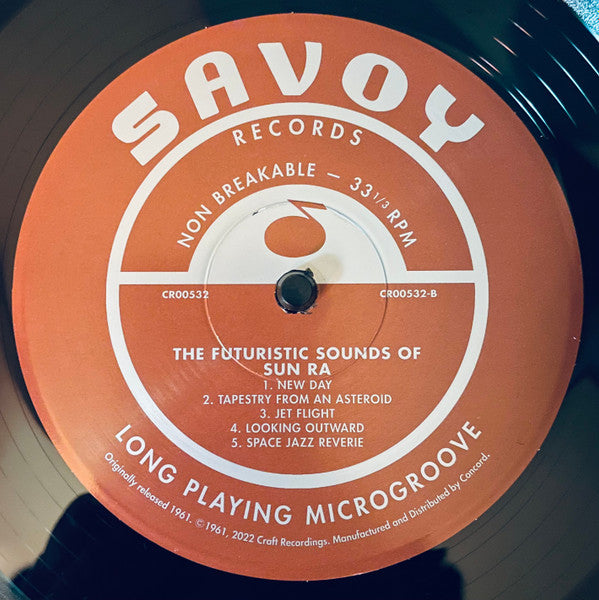 SAVOY
RECORDS
NON BREAKABLE — 33 1/3 RPM
CR00532
CR00532-B
THE FUTURISTIC SOUNDS OF
SUN RA
1. NEW DAY
2. TAPESTRY FROM AN ASTEROID
3. JET FLIGHT
4. LOOKING OUTWARD
5. SPACE JAZZ REVERIE
LONG PLAYING MICROGROOVE
Originally released 1961. ©1961, 2022 Craft Recordings. Manufactured and Distributed by Concord.